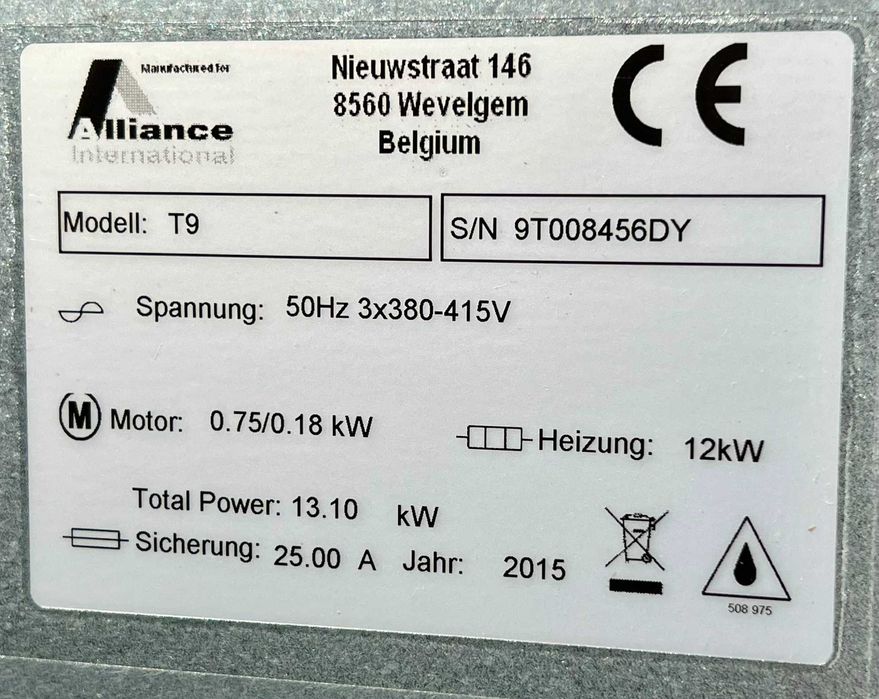 Manufactured for
Alliance
International
Nieuwstraat 146
8560 Wevelgem
Belgium
CE
Modell: T9
S/N 9T008456DY
Spannung: 50Hz 3x380-415V
M Motor: 0.75/0.18 kW
Heizung: 12kW
Total Power: 13.10 kW
Sicherung: 25.00 A Jahr: 2015
508 975